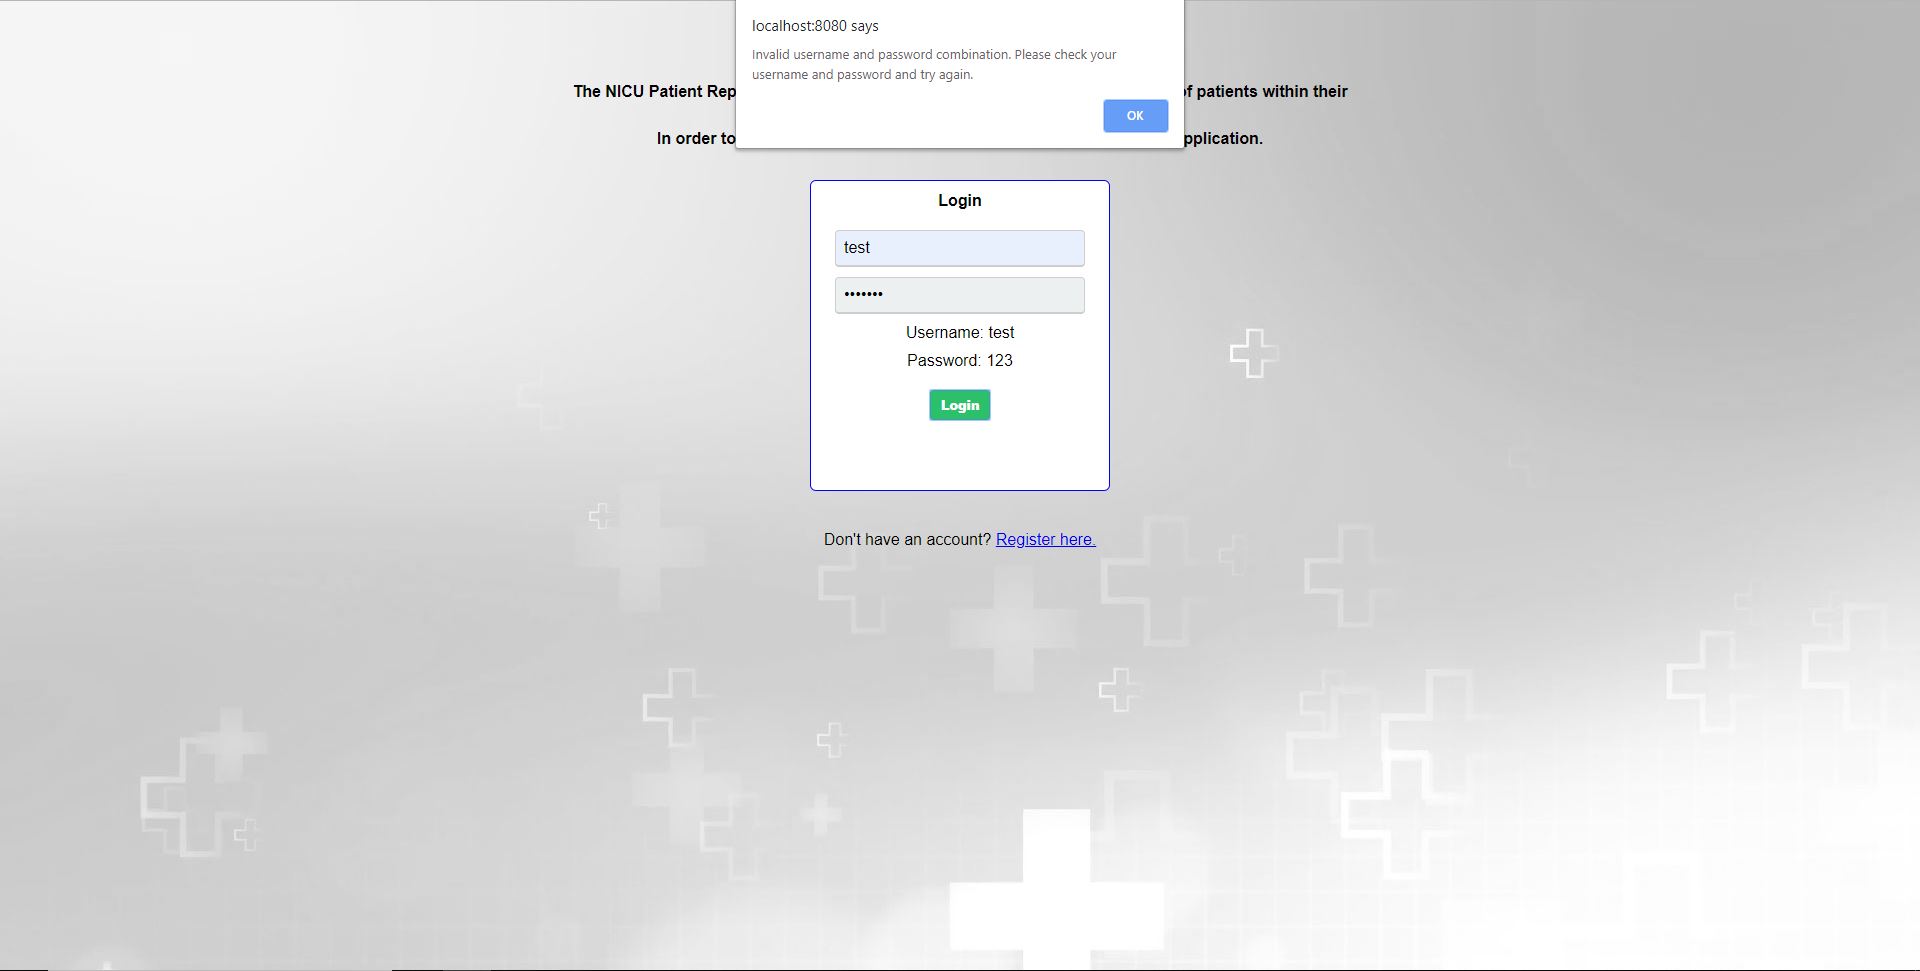 localhost:8080 says
Invalid username and password combination. Please check your
username and password and try again.
OK
The NICU Patient Rep of patients within their
In order to pplication.
Login
test
•••••••
Username: test
Password: 123
Login
Don't have an account? Register here.